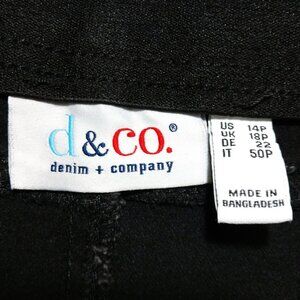 d & co.®
denim + company
US 14P
UK 18P
DE 22
IT 50P
MADE IN
BANGLADESH